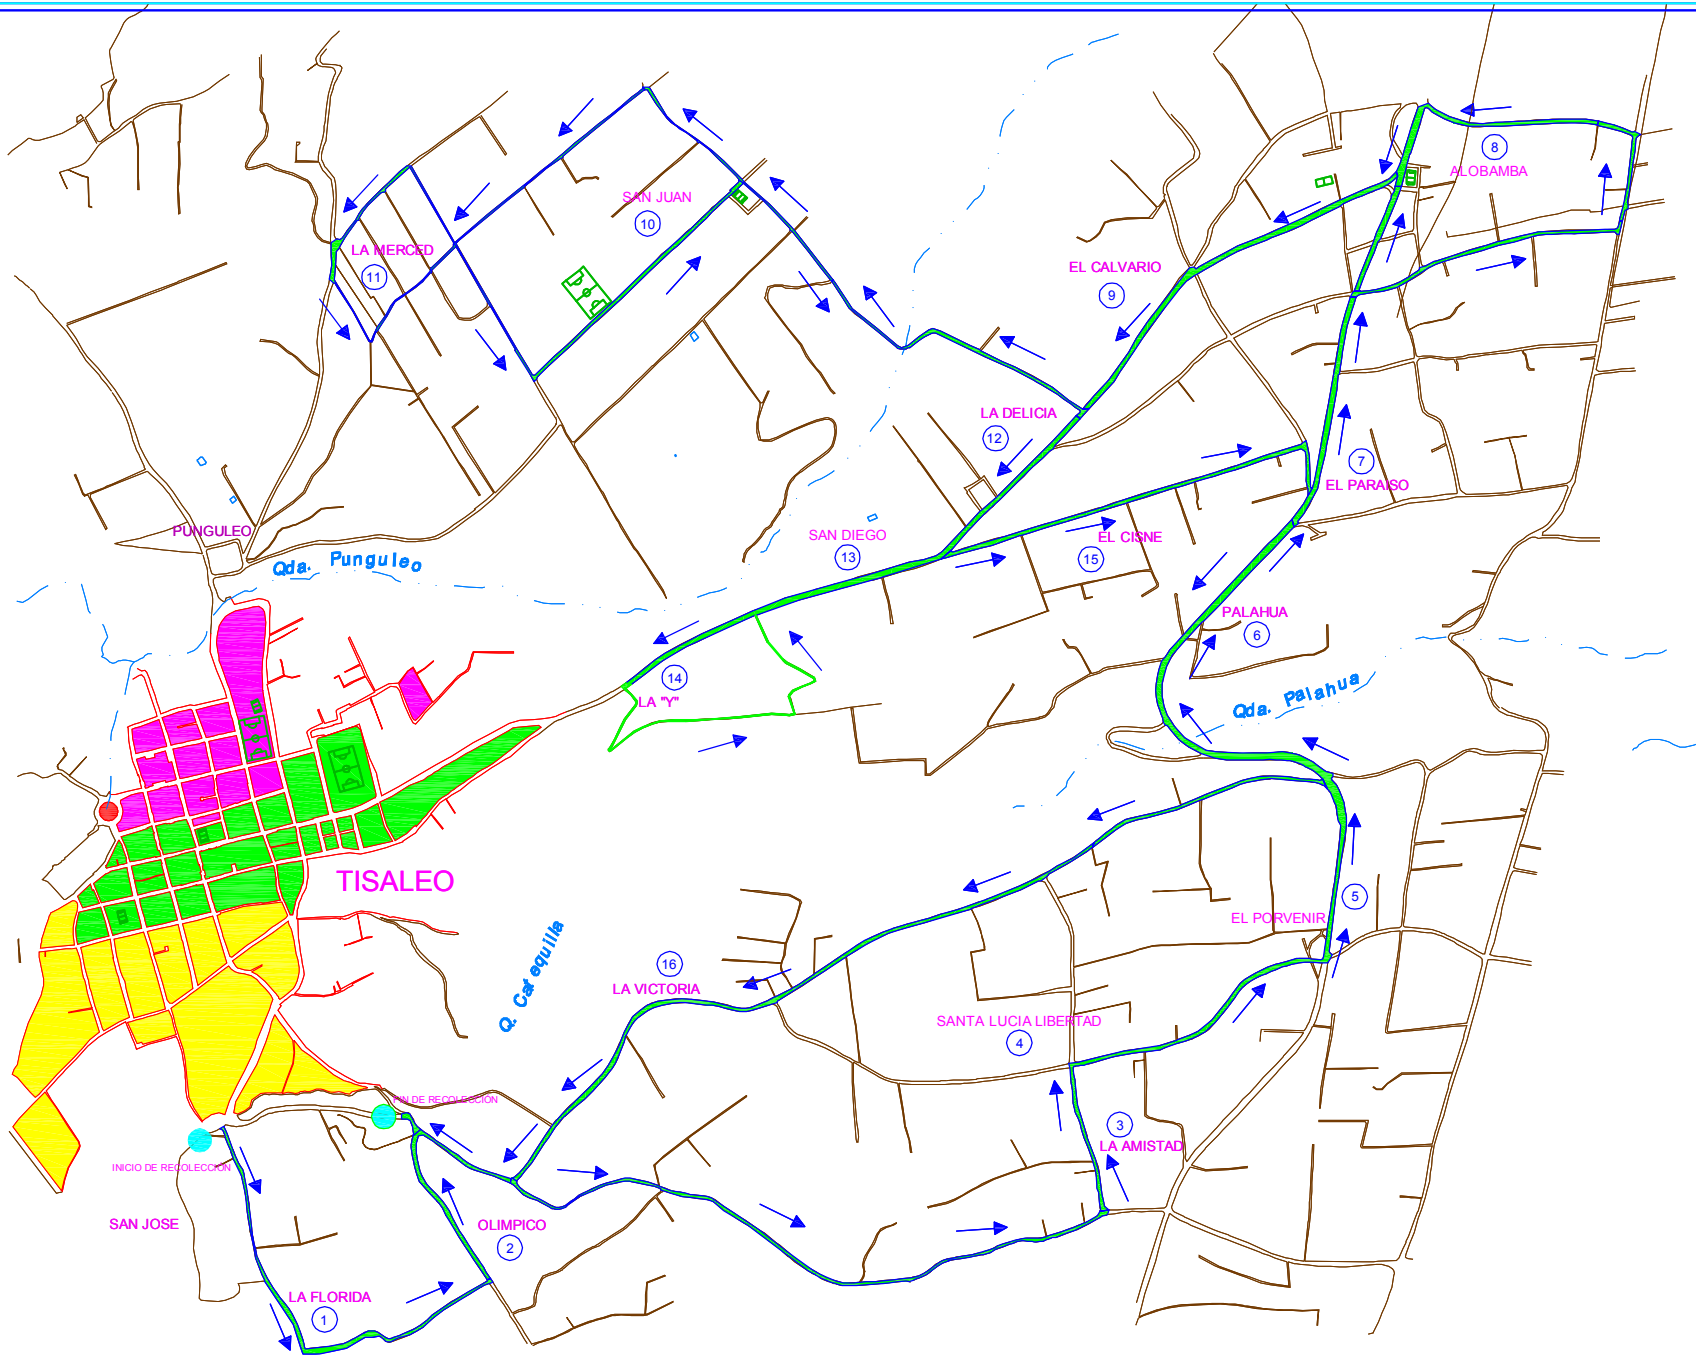 8
ALOBAMBA
SAN JUAN
10
LA MERCED
11
EL CALVARIO
9
LA DELICIA
12
7
EL PARAISO
PUNGULEO
Qda. Punguleo
SAN DIEGO
13
EL CISNE
15
PALAHUA
6
14
LA "Y"
Qda. Palahua
TISALEO
5
EL PORVENIR
16
LA VICTORIA
SANTA LUCIA LIBERTAD
4
FIN DE RECOLECCIÓN
3
LA AMISTAD
INICIO DE RECOLECCIÓN
SAN JOSE
OLIMPICO
2
LA FLORIDA
1